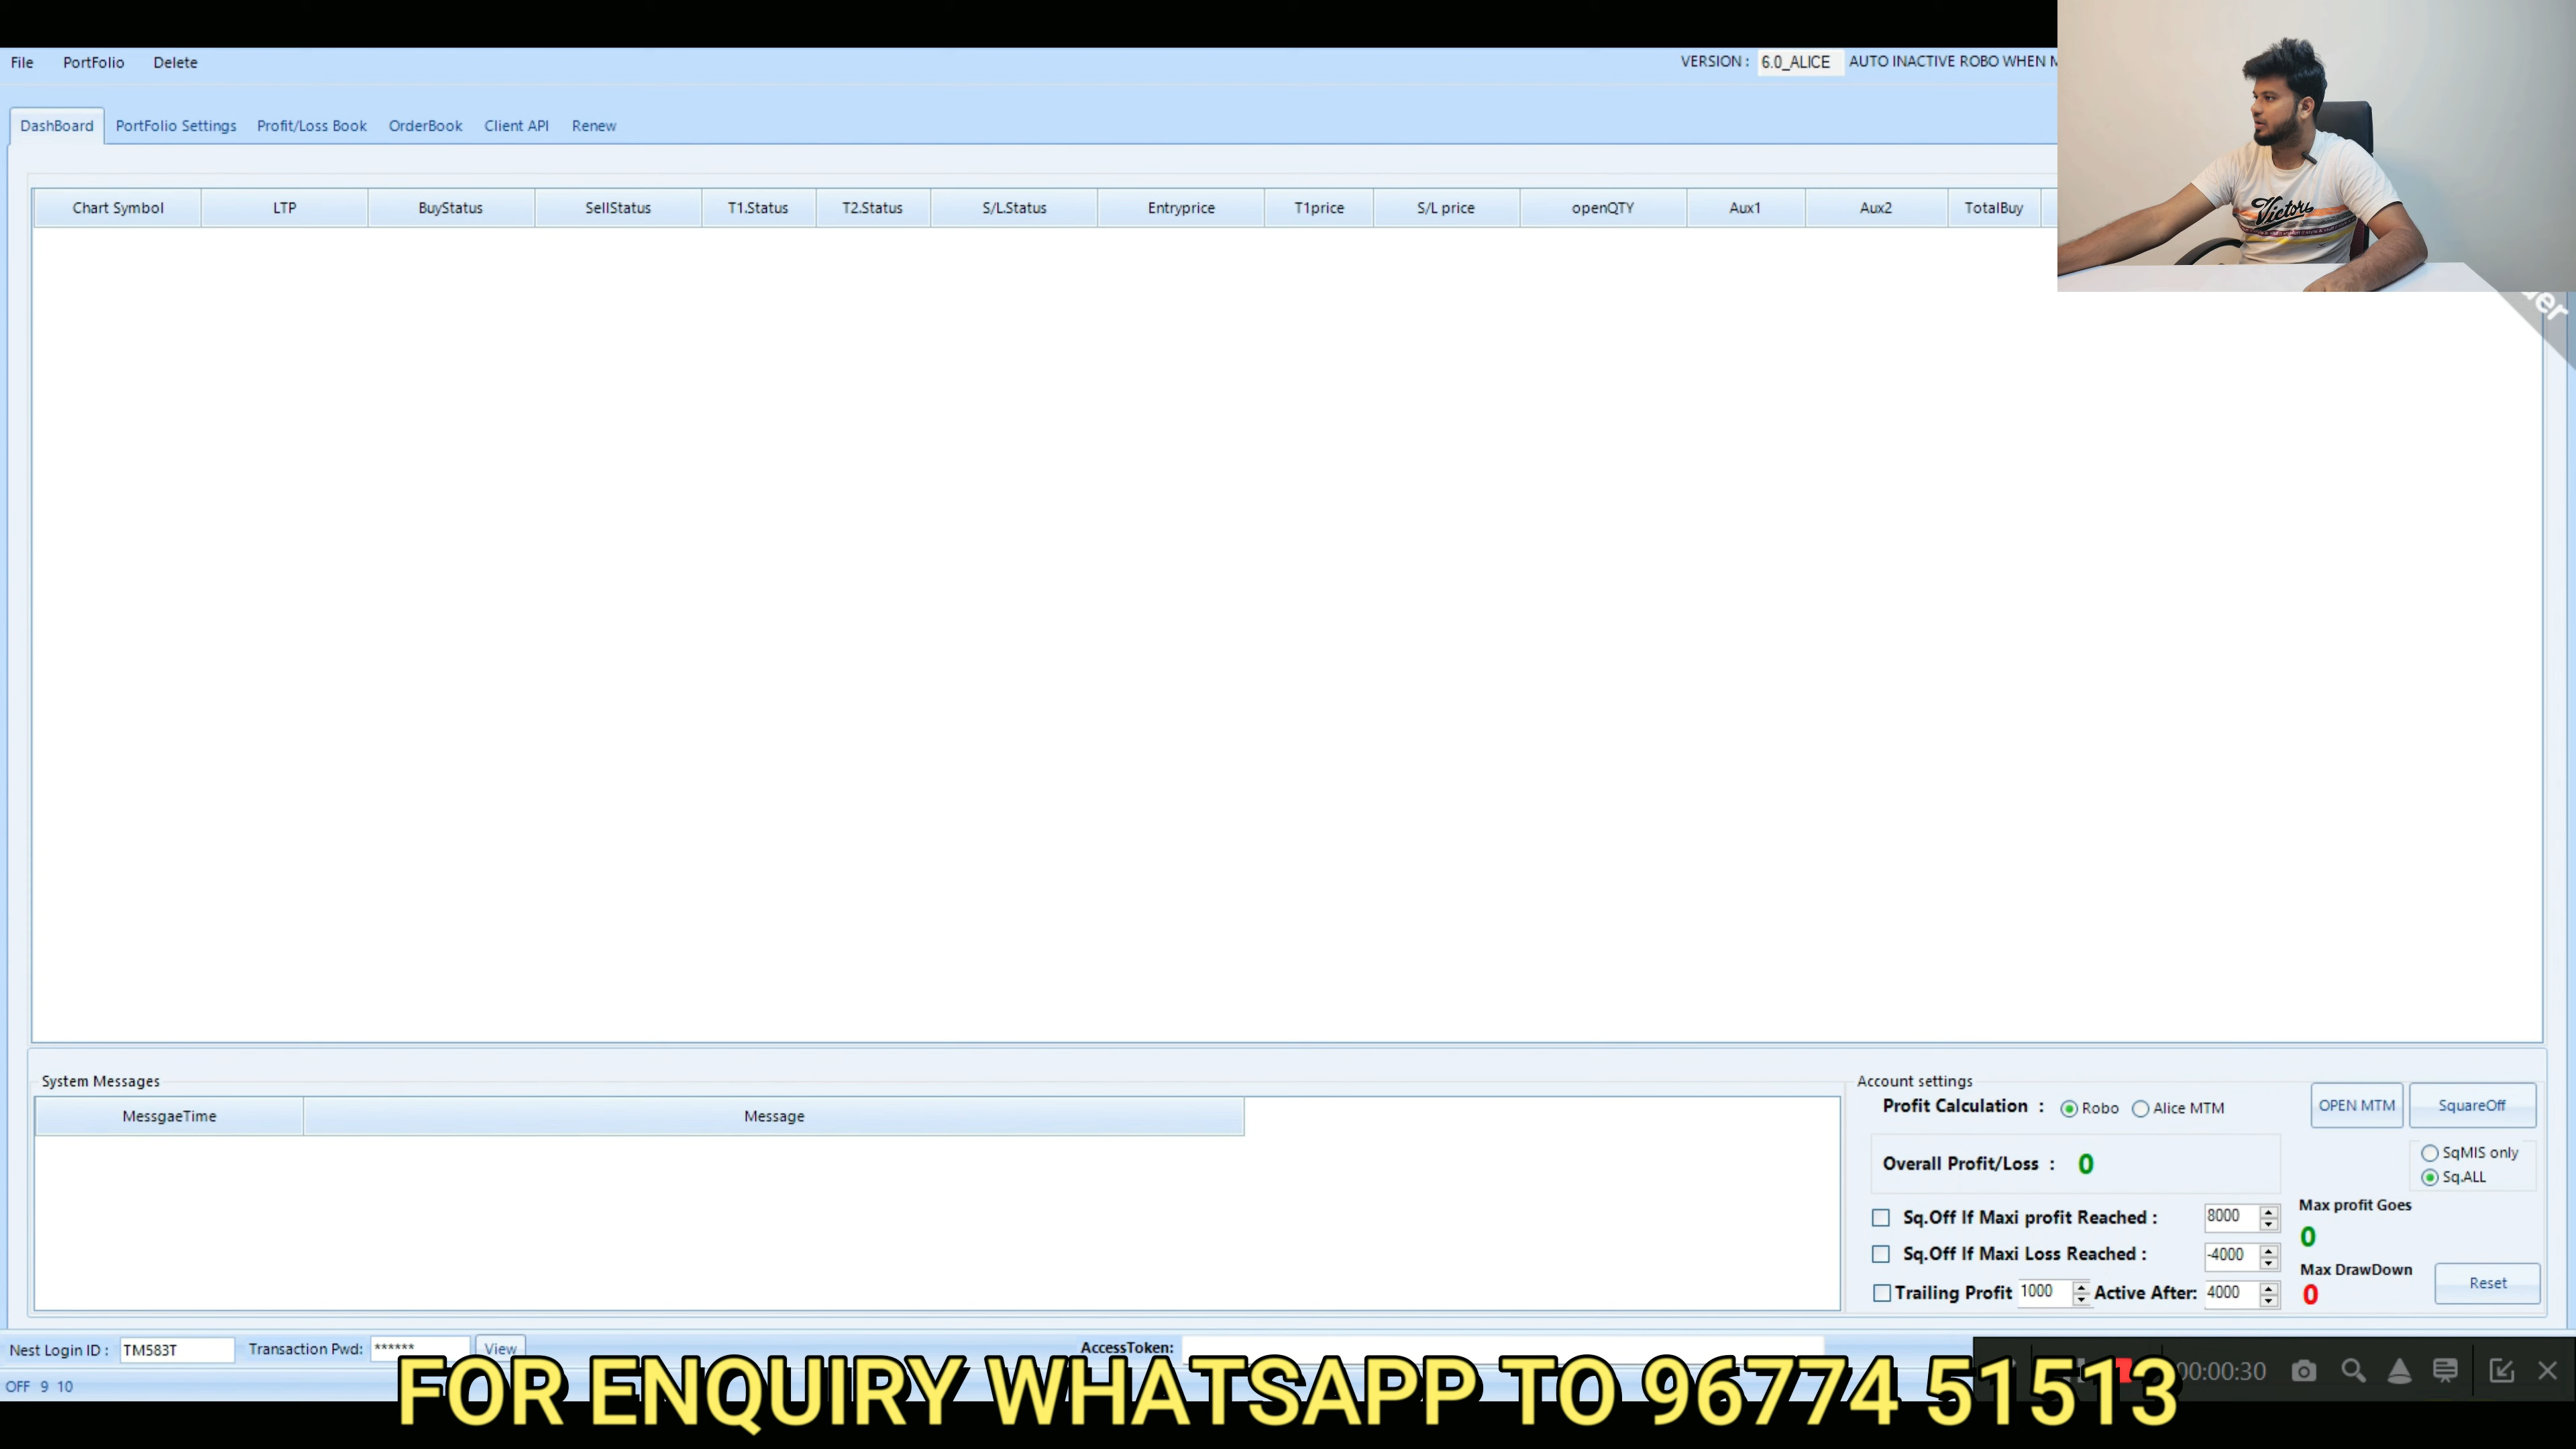 File PortFolio Delete
VERSION : 6.0_ALICE AUTO INACTIVE ROBO WHEN
DashBoard PortFolio Settings Profit/Loss Book OrderBook Client API Renew
Chart Symbol LTP BuyStatus SellStatus T1.Status T2.Status S/L.Status Entryprice T1price S/L price openQTY Aux1 Aux2 TotalBuy
Victory
System Messages
MessgaeTime Message
Account settings
Profit Calculation : Robo Alice MTM OPEN MTM SquareOff
Overall Profit/Loss : 0
SqMIS only
Sq.ALL
Sq.Off If Maxi profit Reached : 8000
Max profit Goes
0
Sq.Off If Maxi Loss Reached : -4000
Max DrawDown
0
Reset
Trailing Profit 1000 Active After: 4000
Nest Login ID : TM583T Transaction Pwd: ****** View AccessToken:
OFF 9 10
00:00:30
FOR ENQUIRY WHATSAPP TO 96774 51513